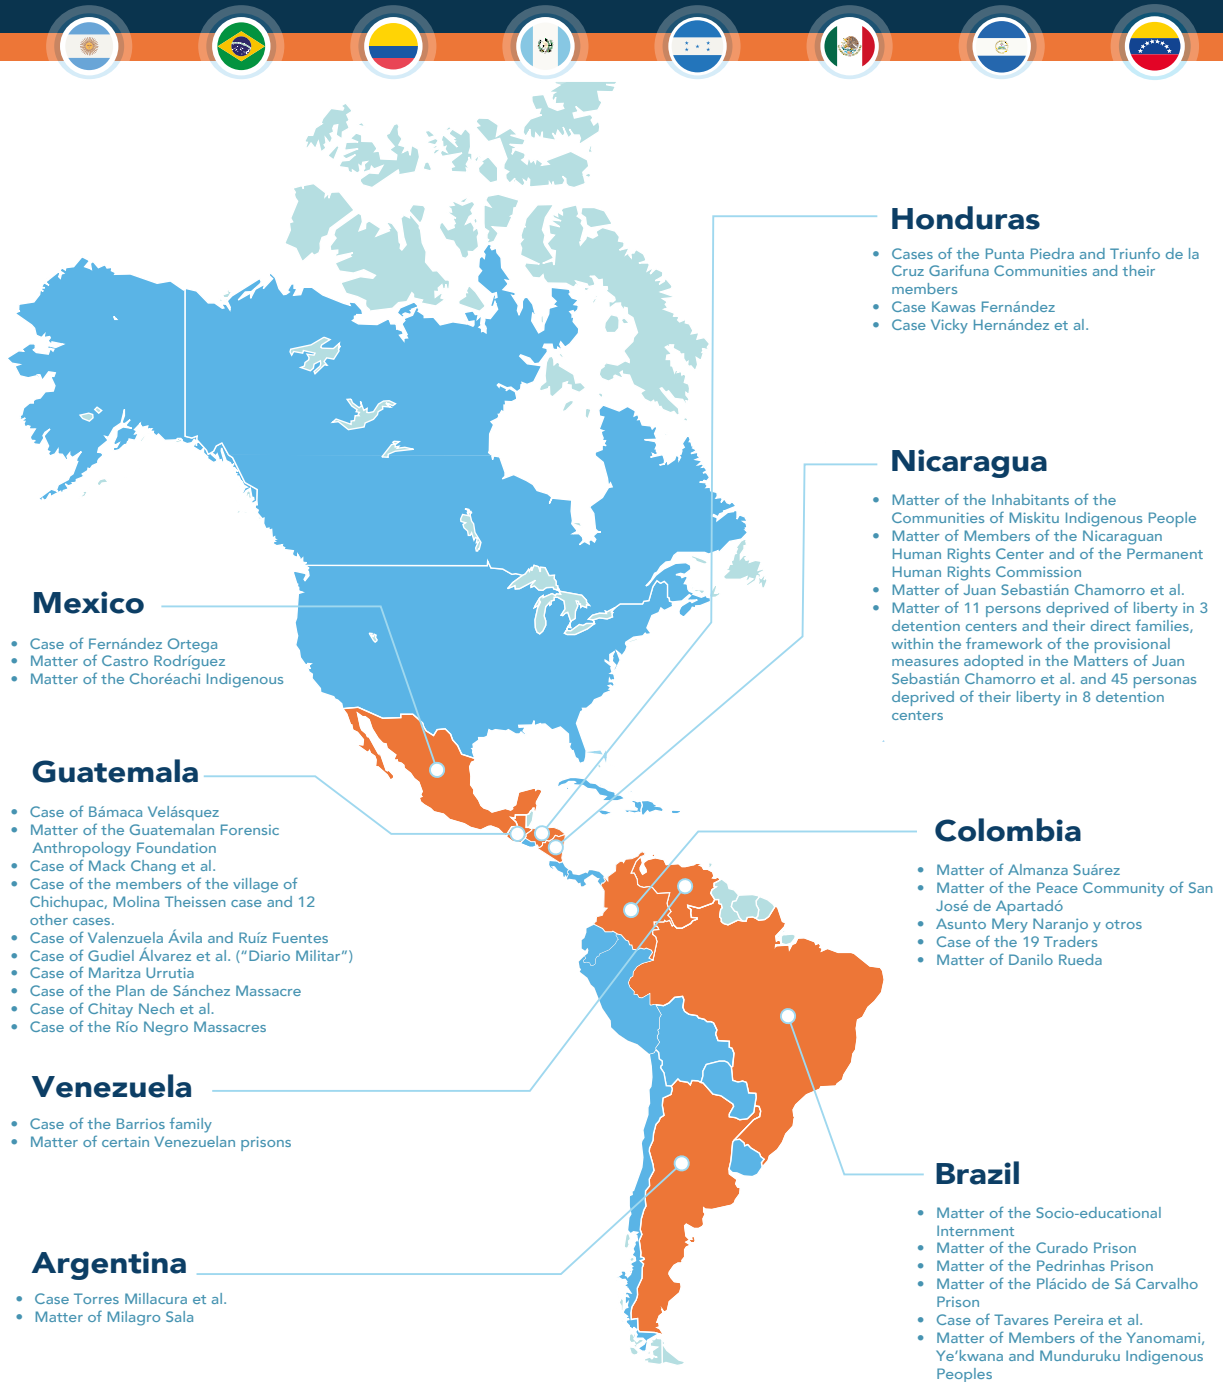 Honduras
• Cases of the Punta Piedra and Triunfo de la
Cruz Garifuna Communities and their
members
• Case Kawas Fernández
• Case Vicky Hernández et al.
Nicaragua
• Matter of the Inhabitants of the
Communities of Miskitu Indigenous People
• Matter of Members of the Nicaraguan
Human Rights Center and of the Permanent
Human Rights Commission
• Matter of Juan Sebastián Chamorro et al.
• Matter of 11 persons deprived of liberty in 3
detention centers and their direct families,
within the framework of the provisional
measures adopted in the Matters of Juan
Sebastián Chamorro et al. and 45 personas
deprived of their liberty in 8 detention
centers
Mexico
• Case of Fernández Ortega
• Matter of Castro Rodríguez
• Matter of the Choréachi Indigenous
Guatemala
• Case of Bámaca Velásquez
• Matter of the Guatemalan Forensic
Anthropology Foundation
• Case of Mack Chang et al.
• Case of the members of the village of
Chichupac, Molina Theissen case and 12
other cases.
• Case of Valenzuela Ávila and Ruíz Fuentes
• Case of Gudiel Álvarez et al. (“Diario Militar”)
• Case of Maritza Urrutia
• Case of the Plan de Sánchez Massacre
• Case of Chitay Nech et al.
• Case of the Río Negro Massacres
Colombia
• Matter of Almanza Suárez
• Matter of the Peace Community of San
José de Apartadó
• Asunto Mery Naranjo y otros
• Case of the 19 Traders
• Matter of Danilo Rueda
Venezuela
• Case of the Barrios family
• Matter of certain Venezuelan prisons
Brazil
• Matter of the Socio-educational
Internment
• Matter of the Curado Prison
• Matter of the Pedrinhas Prison
• Matter of the Plácido de Sá Carvalho
Prison
• Case of Tavares Pereira et al.
• Matter of Members of the Yanomami,
Ye’kwana and Munduruku Indigenous
Peoples
Argentina
• Case Torres Millacura et al.
• Matter of Milagro Sala